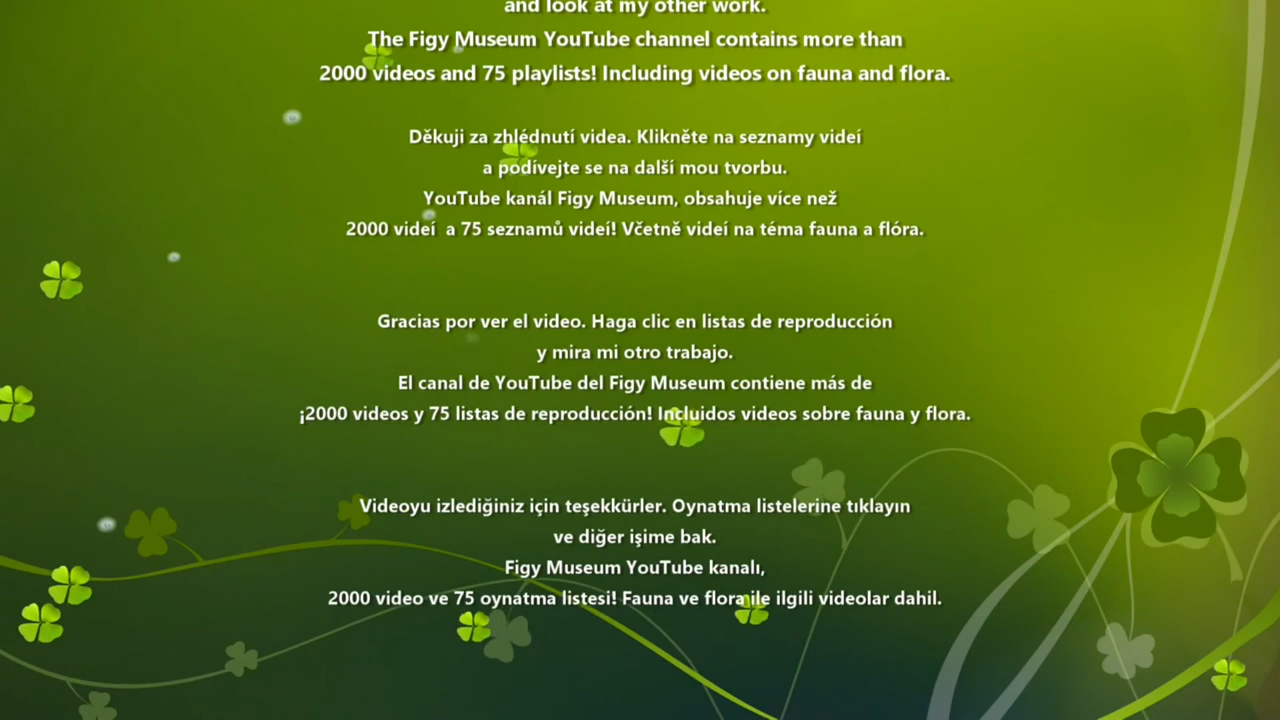 and look at my other work.
The Figy Museum YouTube channel contains more than
2000 videos and 75 playlists! Including videos on fauna and flora.
Děkuji za zhlédnutí videa. Klikněte na seznamy videí
a podívejte se na další mou tvorbu.
YouTube kanál Figy Museum, obsahuje více než
2000 videí  a 75 seznamů videí! Včetně videí na téma fauna a flóra.
Gracias por ver el video. Haga clic en listas de reproducción
y mira mi otro trabajo.
El canal de YouTube del Figy Museum contiene más de
¡2000 videos y 75 listas de reproducción! Incluidos videos sobre fauna y flora.
Videoyu izlediğiniz için teşekkürler. Oynatma listelerine tıklayın
ve diğer işime bak.
Figy Museum YouTube kanalı,
2000 video ve 75 oynatma listesi! Fauna ve flora ile ilgili videolar dahil.